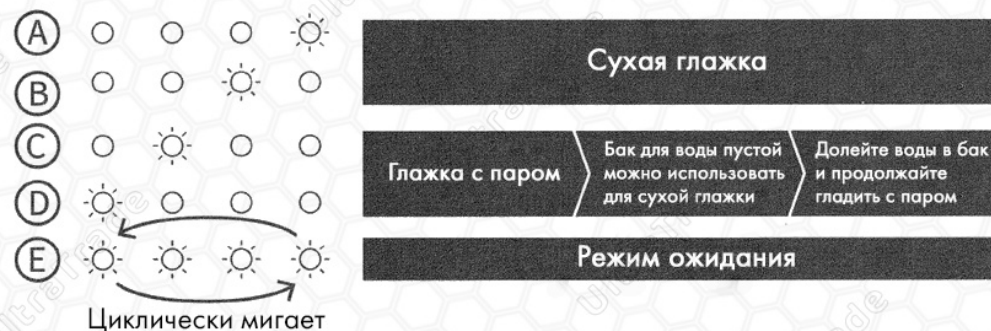 A
Сухая глажка
B
C
Глажка с паром
Бак для воды пустой
можно использовать
для сухой глажки
Долейте воды в бак
и продолжайте
гладить с паром
D
E
Режим ожидания
Циклически мигает
Ultratrade